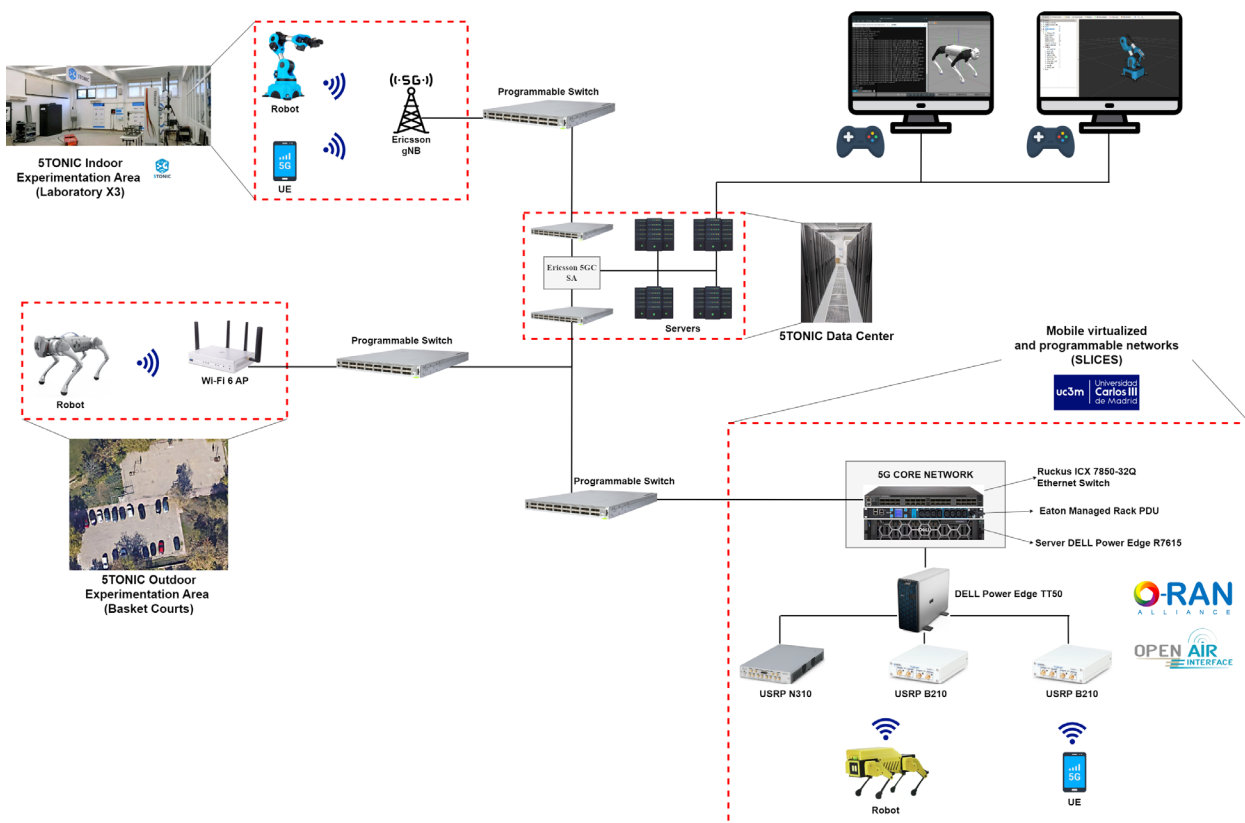 ((·5G·))
Programmable Switch
Robot
Ericsson
gNB
5G
UE
5TONIC Indoor
Experimentation Area
(Laboratory X3)
5TONIC
Ericsson 5GC
SA
Servers
5TONIC Data Center
Programmable Switch
Wi-Fi 6 AP
Robot
Mobile virtualized
and programmable networks
(SLICES)
uc3m
Universidad
Carlos III
de Madrid
5TONIC Outdoor
Experimentation Area
(Basket Courts)
Programmable Switch
5G CORE NETWORK
Ruckus ICX 7850-32Q
Ethernet Switch
Eaton Managed Rack PDU
Server DELL Power Edge R7615
DELL Power Edge TT50
O-RAN
ALLIANCE
OPEN AIR
INTERFACE
USRP N310
USRP B210
USRP B210
5G
Robot
UE